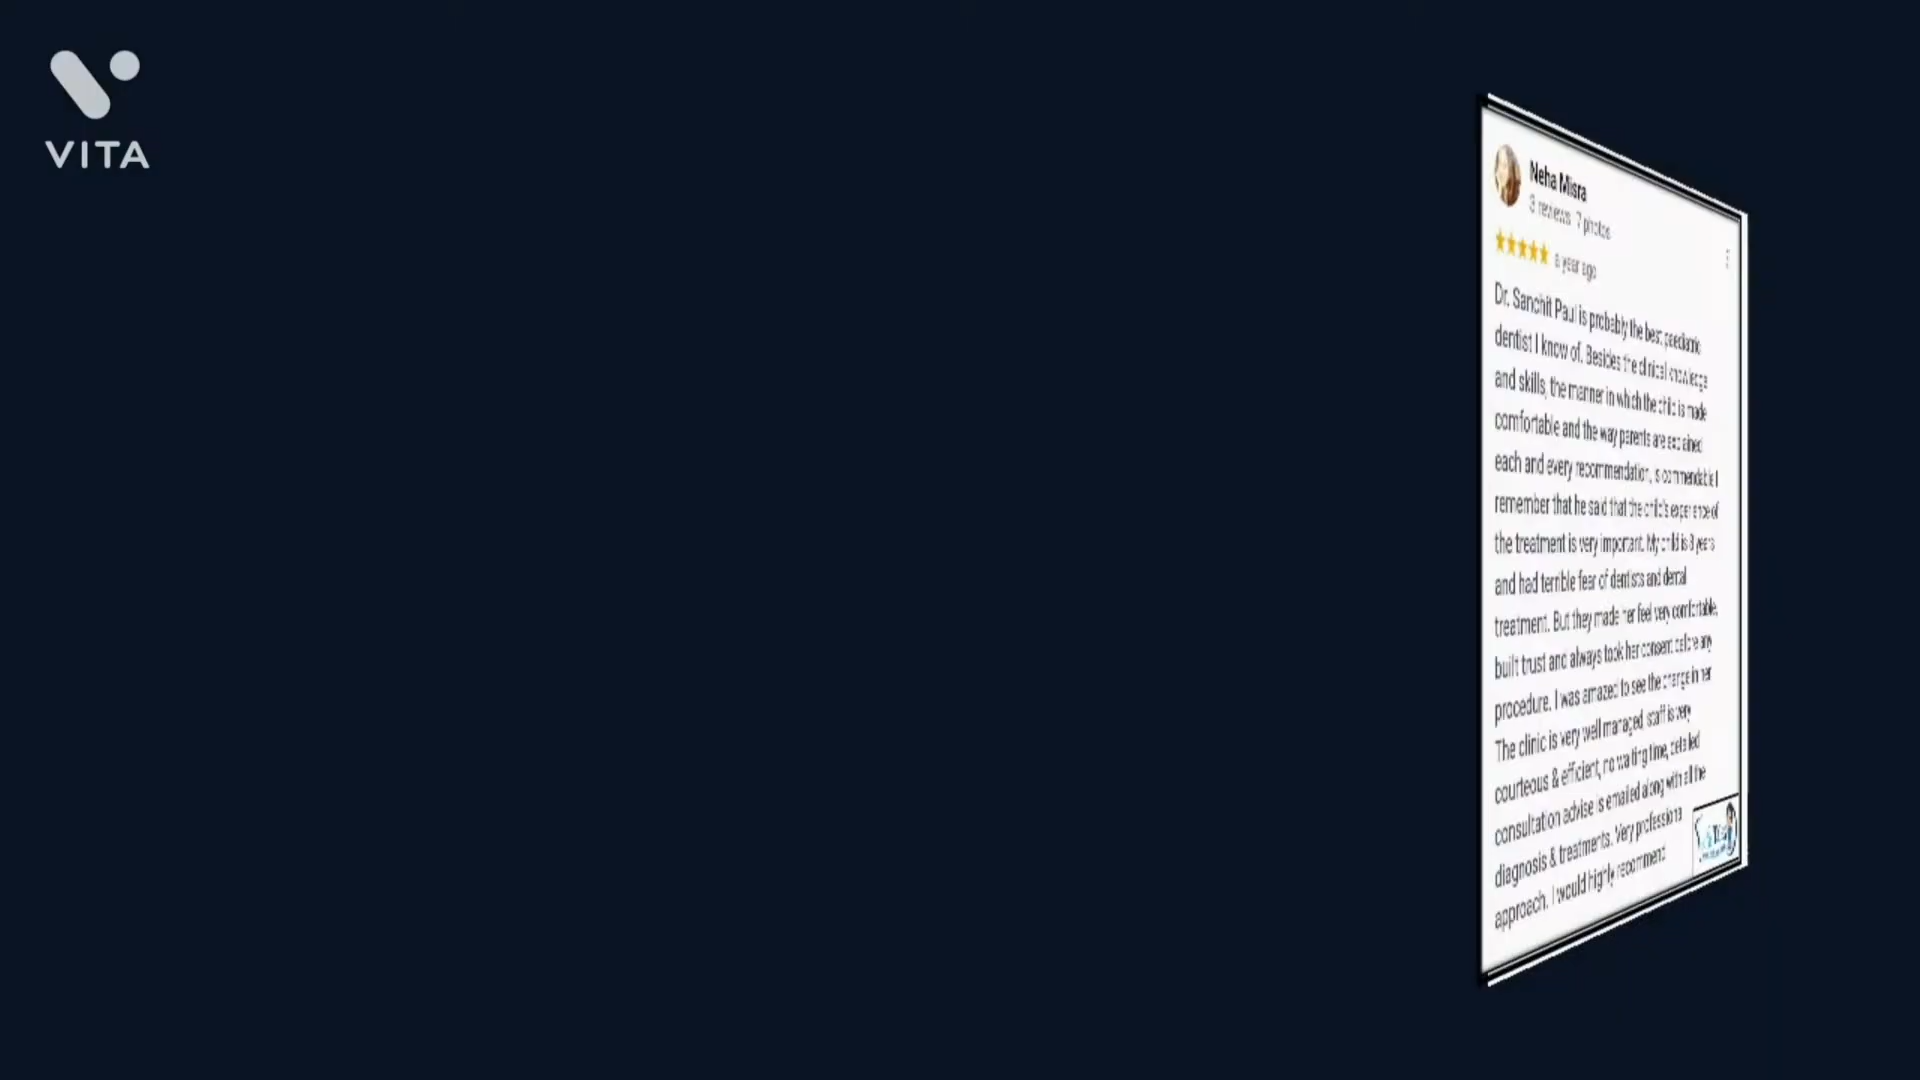 VITA
Neha Misra
3 reviews 7 photos
a year ago
Dr. Sanchit Paul is probably the best paediatric
dentist I know of. Besides the clinical knowledge
and skills, the manner in which the child is made
comfortable and the way parents are explained
each and every recommendation, is commendable I
remember that he said that the child's experience of
the treatment is very important. My child is 8 years
and had terrible fear of dentists and dental
treatment. But they made her feel very comfortable,
built trust and always took her consent before any
procedure. I was amazed to see the change in her
The clinic is very well managed, staff is very
courteous & efficient, no waiting time, detailed
consultation advise is emailed along with all the
diagnosis & treatments. Very professional
approach. I would highly recommend